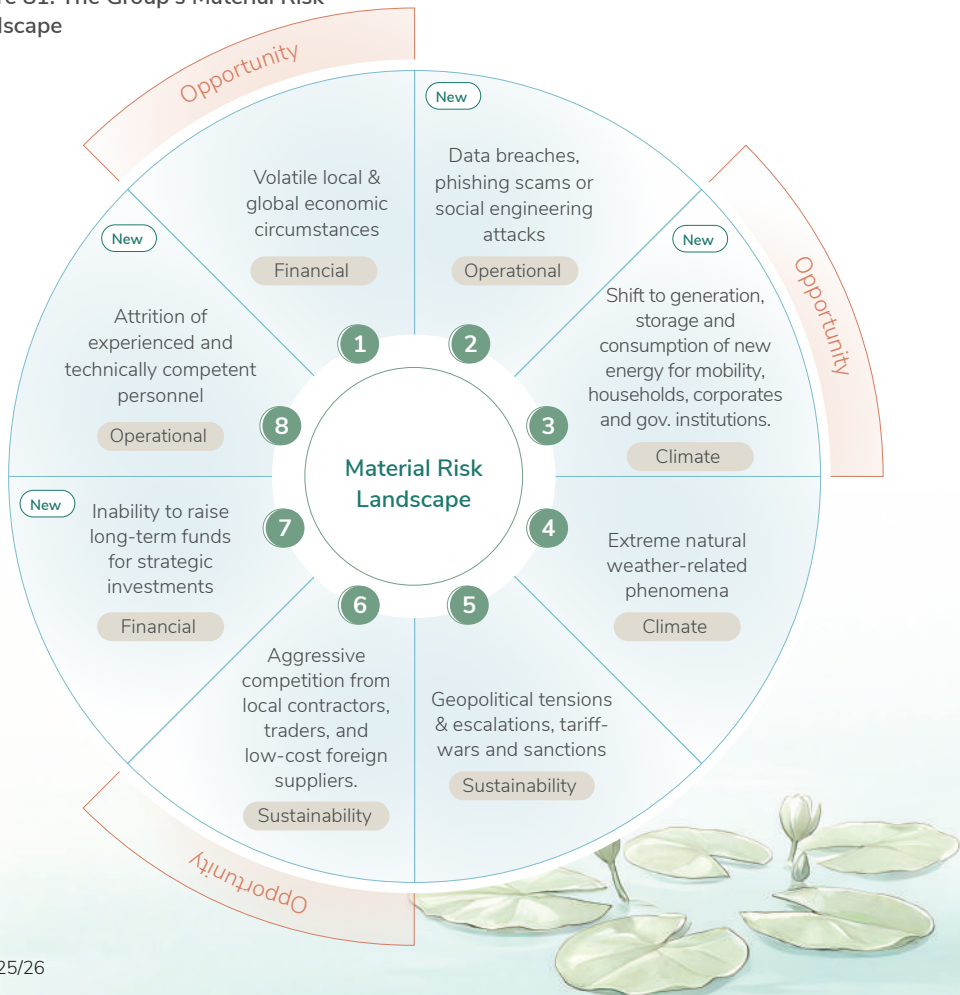 81: The Group's Material Risk
Opportunity
Volatile local &
global economic
circumstances
Financial
1
New
Data breaches,
phishing scams or
social engineering
attacks
Operational
2
New
Shift to generation,
storage and
consumption of new
energy for mobility,
households, corporates
and gov. institutions.
Climate
3
Opportunity
Extreme natural
weather-related
phenomena
Climate
4
Geopolitical tensions
& escalations, tariff-
wars and sanctions
Sustainability
5
Aggressive
competition from
local contractors,
traders, and
low-cost foreign
suppliers.
Sustainability
6
Opportunity
New
Inability to raise
long-term funds
for strategic
investments
Financial
7
New
Attrition of
experienced and
technically competent
personnel
Operational
8
Material Risk
Landscape
25/26